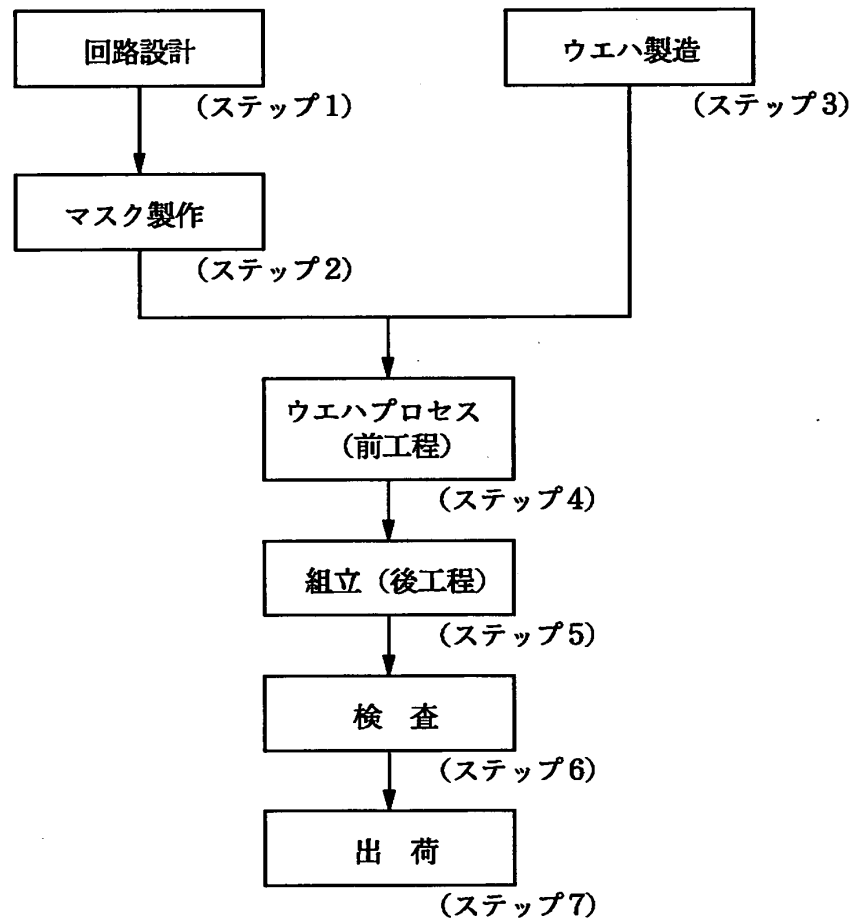 回路設計
(ステップ1)
ウエハ製造
(ステップ3)
マスク製作
(ステップ2)
ウエハプロセス
(前工程)
(ステップ4)
組立(後工程)
(ステップ5)
検 査
(ステップ6)
出 荷
(ステップ7)